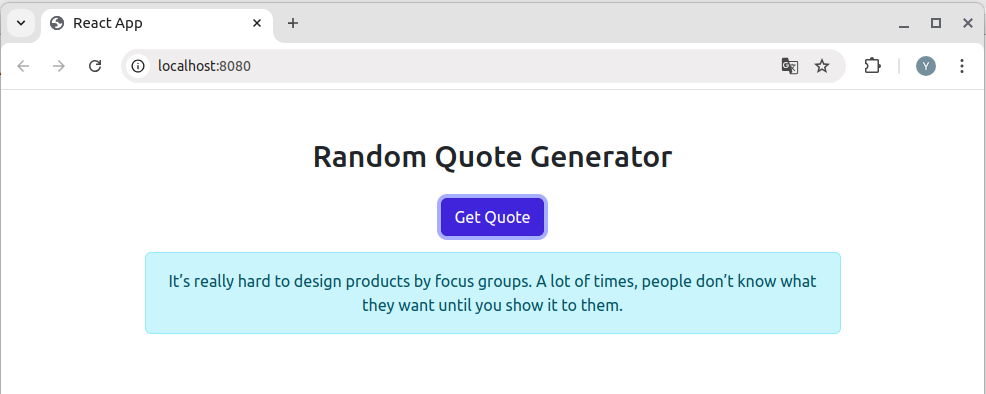 React App
localhost:8080
Y
Random Quote Generator
Get Quote
It’s really hard to design products by focus groups. A lot of times, people don’t know what
they want until you show it to them.